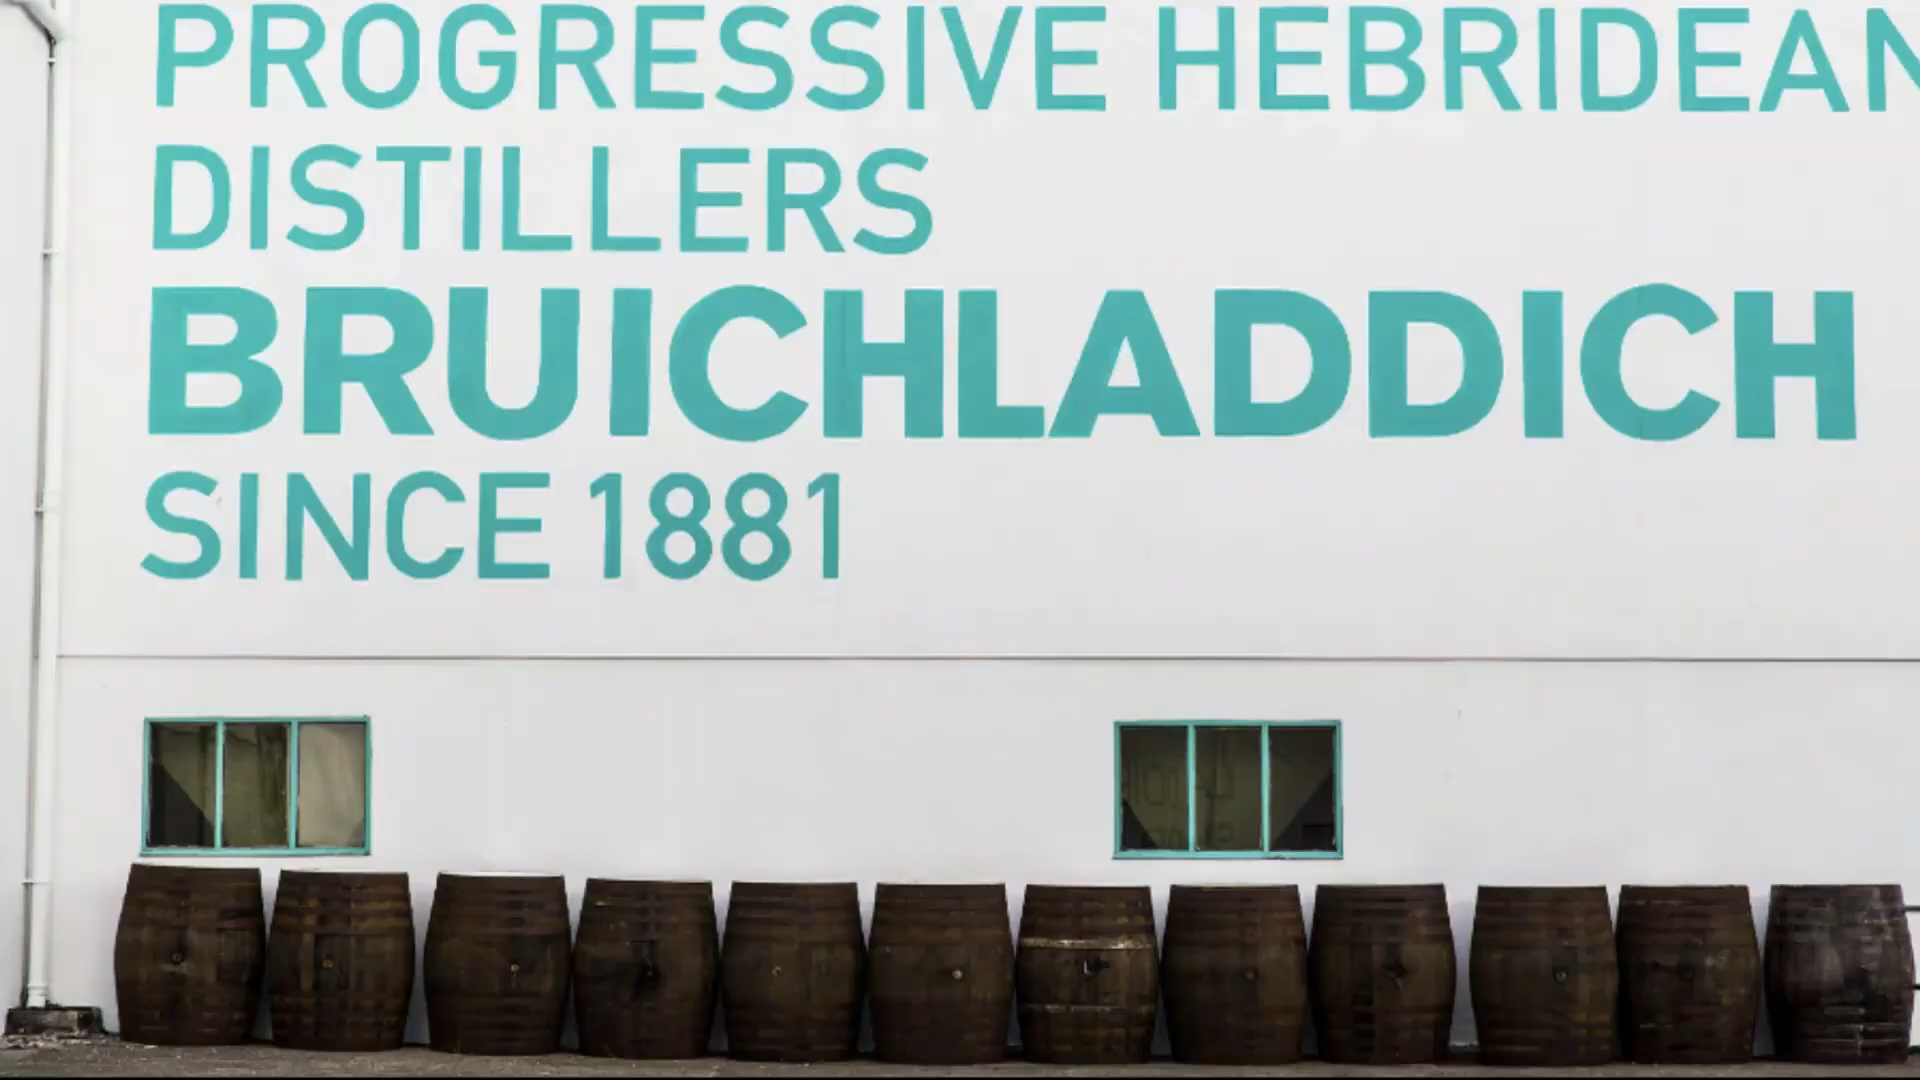 PROGRESSIVE HEBRIDEAN
DISTILLERS
BRUICHLADDICH
SINCE 1881